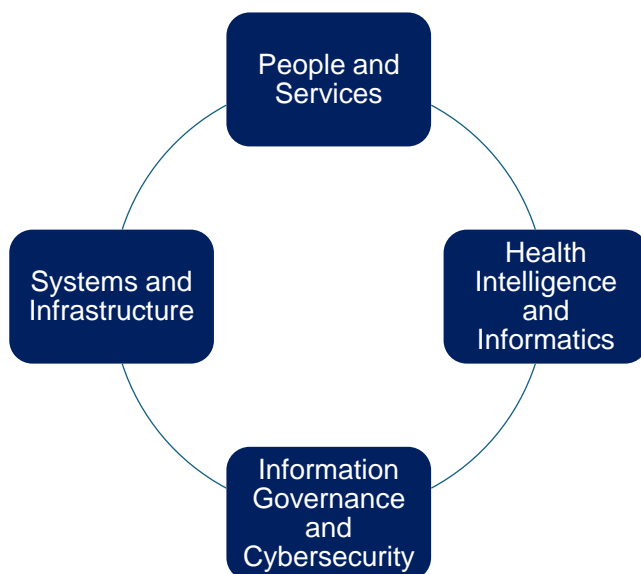 People and
Services
Systems and
Infrastructure
Health
Intelligence
and
Informatics
Information
Governance
and
Cybersecurity